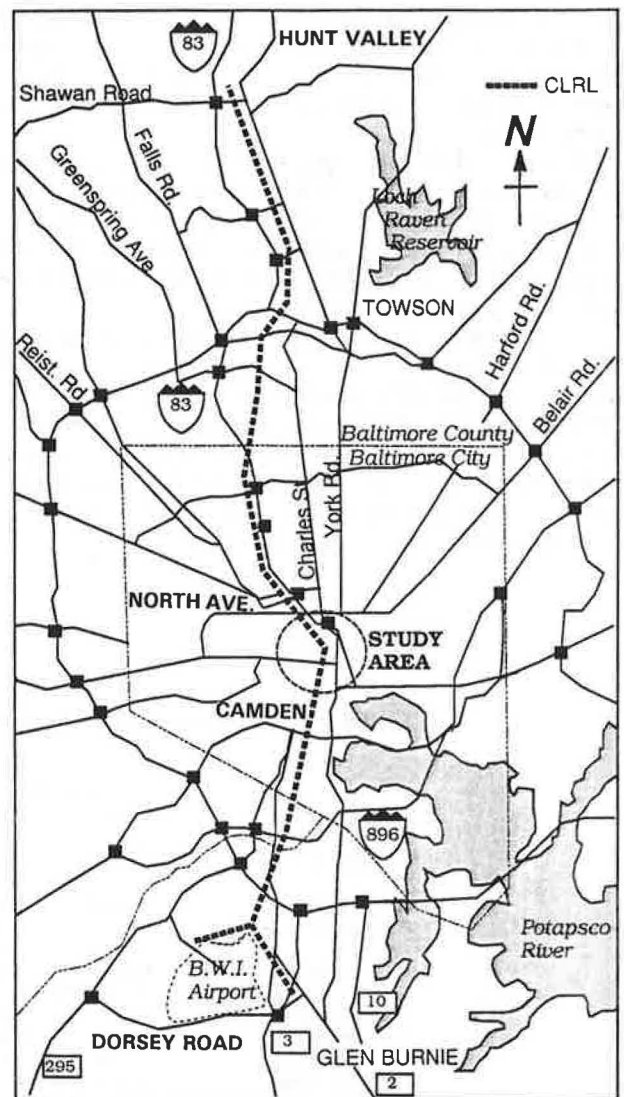 83
HUNT VALLEY
Shawan Road
CLRL
N
Falls Rd.
Greenspring Ave
Loch
Raven
Reservoir
TOWSON
Harford Rd.
Reist. Rd
83
Belair Rd.
Baltimore County
Baltimore City
Charles S
York Rd.
NORTH AVE.
STUDY
AREA
CAMDEN
896
Potapsco
River
B.W.I.
Airport
10
DORSEY ROAD
3
GLEN BURNIE
295
2